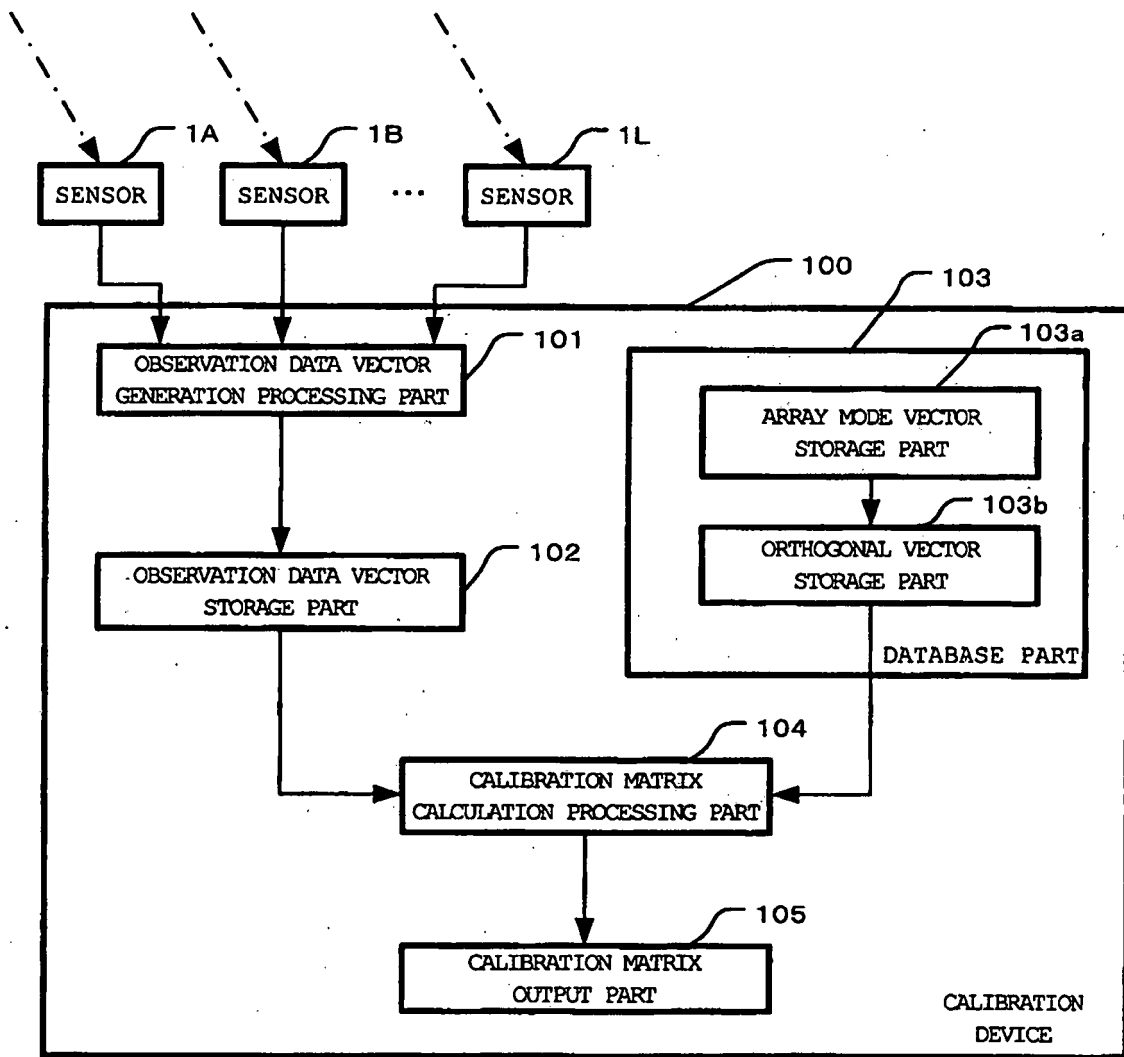 1A
1B
1L
SENSOR
SENSOR
...
SENSOR
100
103
101
103a
OBSERVATION DATA VECTOR
GENERATION PROCESSING PART
ARRAY MODE VECTOR
STORAGE PART
103b
102
ORTHOGONAL VECTOR
STORAGE PART
OBSERVATION DATA VECTOR
STORAGE PART
DATABASE PART
104
CALIBRATION MATRIX
CALCULATION PROCESSING PART
105
CALIBRATION MATRIX
OUTPUT PART
CALIBRATION
DEVICE